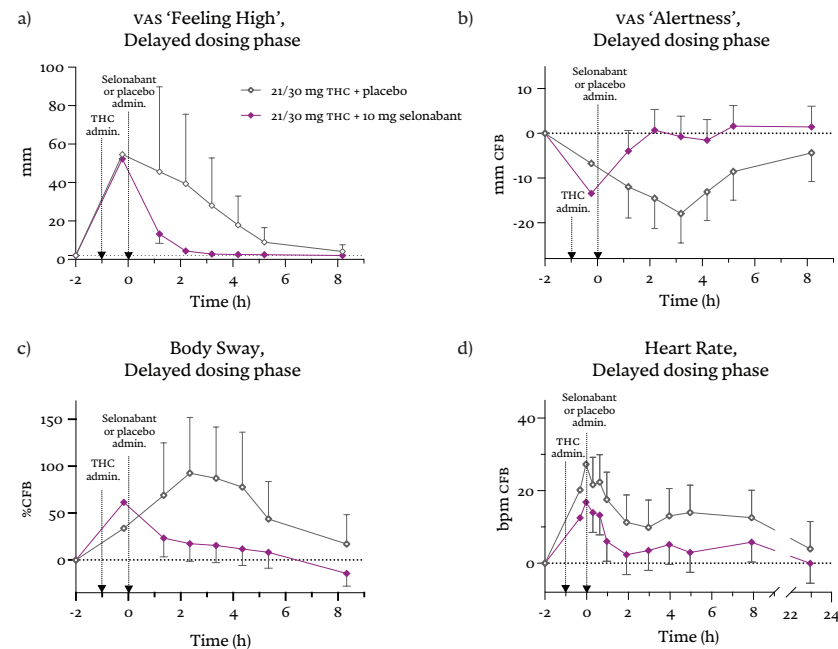 a)
VAS 'Feeling High',
Delayed dosing phase
100
80
60
40
20
0
mm
Selonabant
or placebo
admin.
THC
admin.
21/30 mg THC + placebo
21/30 mg THC + 10 mg selonabant
-2 0 2 4 6 8
Time (h)
b)
VAS 'Alertness',
Delayed dosing phase
10
0
-10
-20
mm CFB
Selonabant
or placebo
admin.
THC
admin.
-2 0 2 4 6 8
Time (h)
c)
Body Sway,
Delayed dosing phase
150
100
50
0
%CFB
Selonabant
or placebo
admin.
THC
admin.
-2 0 2 4 6 8
Time (h)
d)
Heart Rate,
Delayed dosing phase
40
20
0
bpm CFB
Selonabant
or placebo
admin.
THC
admin.
-2 0 2 4 6 8 22 24
Time (h)